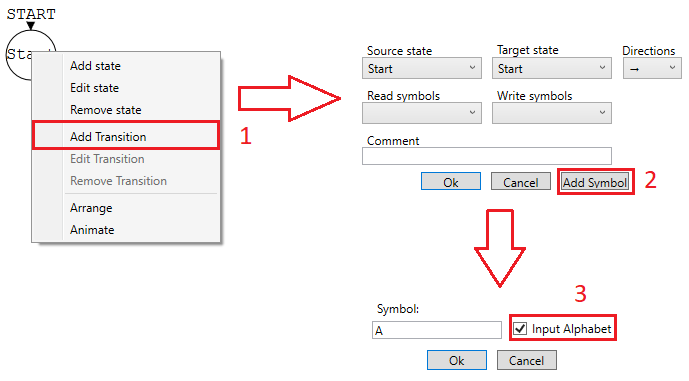 START
Start
Add state
Edit state
Remove state
Add Transition
Edit Transition
Remove Transition
Arrange
Animate
1
Source state Target state Directions
Start Start →
Read symbols Write symbols
Comment
Ok Cancel Add Symbol 2
3
Symbol:
A Input Alphabet
Ok Cancel